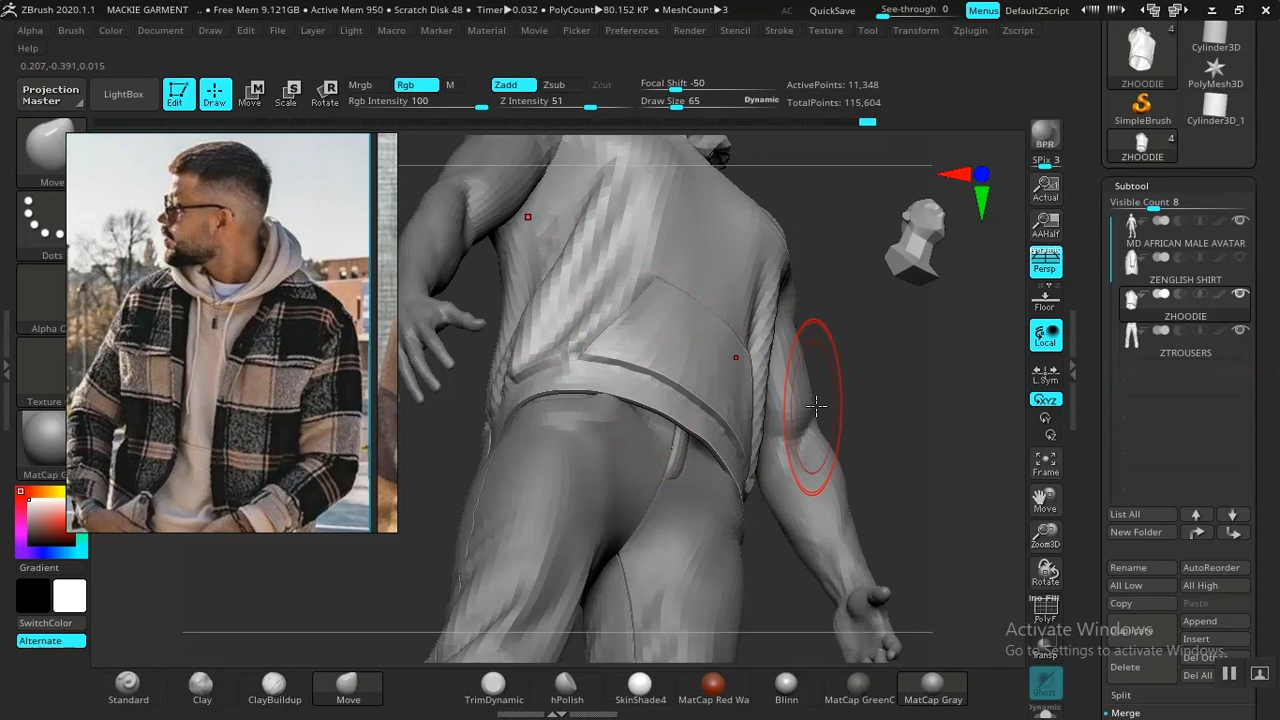 ZBrush 2020.1.1 MACKIE GARMENT .. • Free Mem 9.121GB • Active Mem 950 • Scratch Disk 48 • Timer▶0.032 • PolyCount▶80.152 KP • MeshCount▶3 AC QuickSave See-through 0 Menus DefaultZScript
Alpha Brush Color Document Draw Edit File Layer Light Macro Marker Material Movie Picker Preferences Render Stencil Stroke Texture Tool Transform Zplugin Zscript
Help
0.207,-0.391,0.015
Projection
Master
LightBox
Edit
Draw
Move
Scale
Rotate
Mrgb Rgb M
Rgb Intensity 100
Zadd Zsub Zcut
Z Intensity 51
Focal Shift -50
Draw Size 65 Dynamic
ActivePoints: 11,348
TotalPoints: 115,604
Move
Dots
Alpha
Texture
MatCap
Gradient
SwitchColor
Alternate
BPR
SPix 3
Actual
AAHalf
Persp
Floor
Local
L.Sym
XYZ
Frame
Move
Zoom3D
Rotate
PolyF
Transp
Ghost
Dynamic
4
ZHOODIE
Cylinder3D
PolyMesh3D
SimpleBrush
Cylinder3D_1
4
ZHOODIE
Subtool
Visible Count 8
MD AFRICAN MALE AVATAR
ZENGLISH SHIRT
ZHOODIE
ZTROUSERS
List All
New Folder
Rename AutoReorder
All Low All High
Copy Paste
Duplicate Append
Insert
Delete Del Oth
Del All
Split
Merge
Activate Windows
Go to Settings to activate Windows.
Standard Clay ClayBuildup Move TrimDynamic hPolish SkinShade4 MatCap Red Wa Blinn MatCap GreenC MatCap Gray